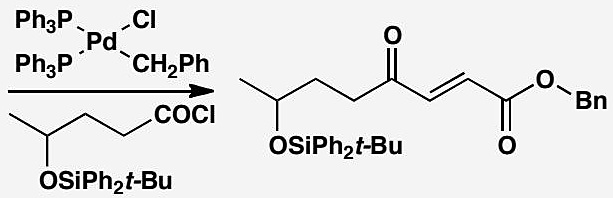 Ph3P Cl
Pd
Ph3P CH2Ph
COCl
OSiPh2t-Bu
O
O Bn
O
OSiPh2t-Bu